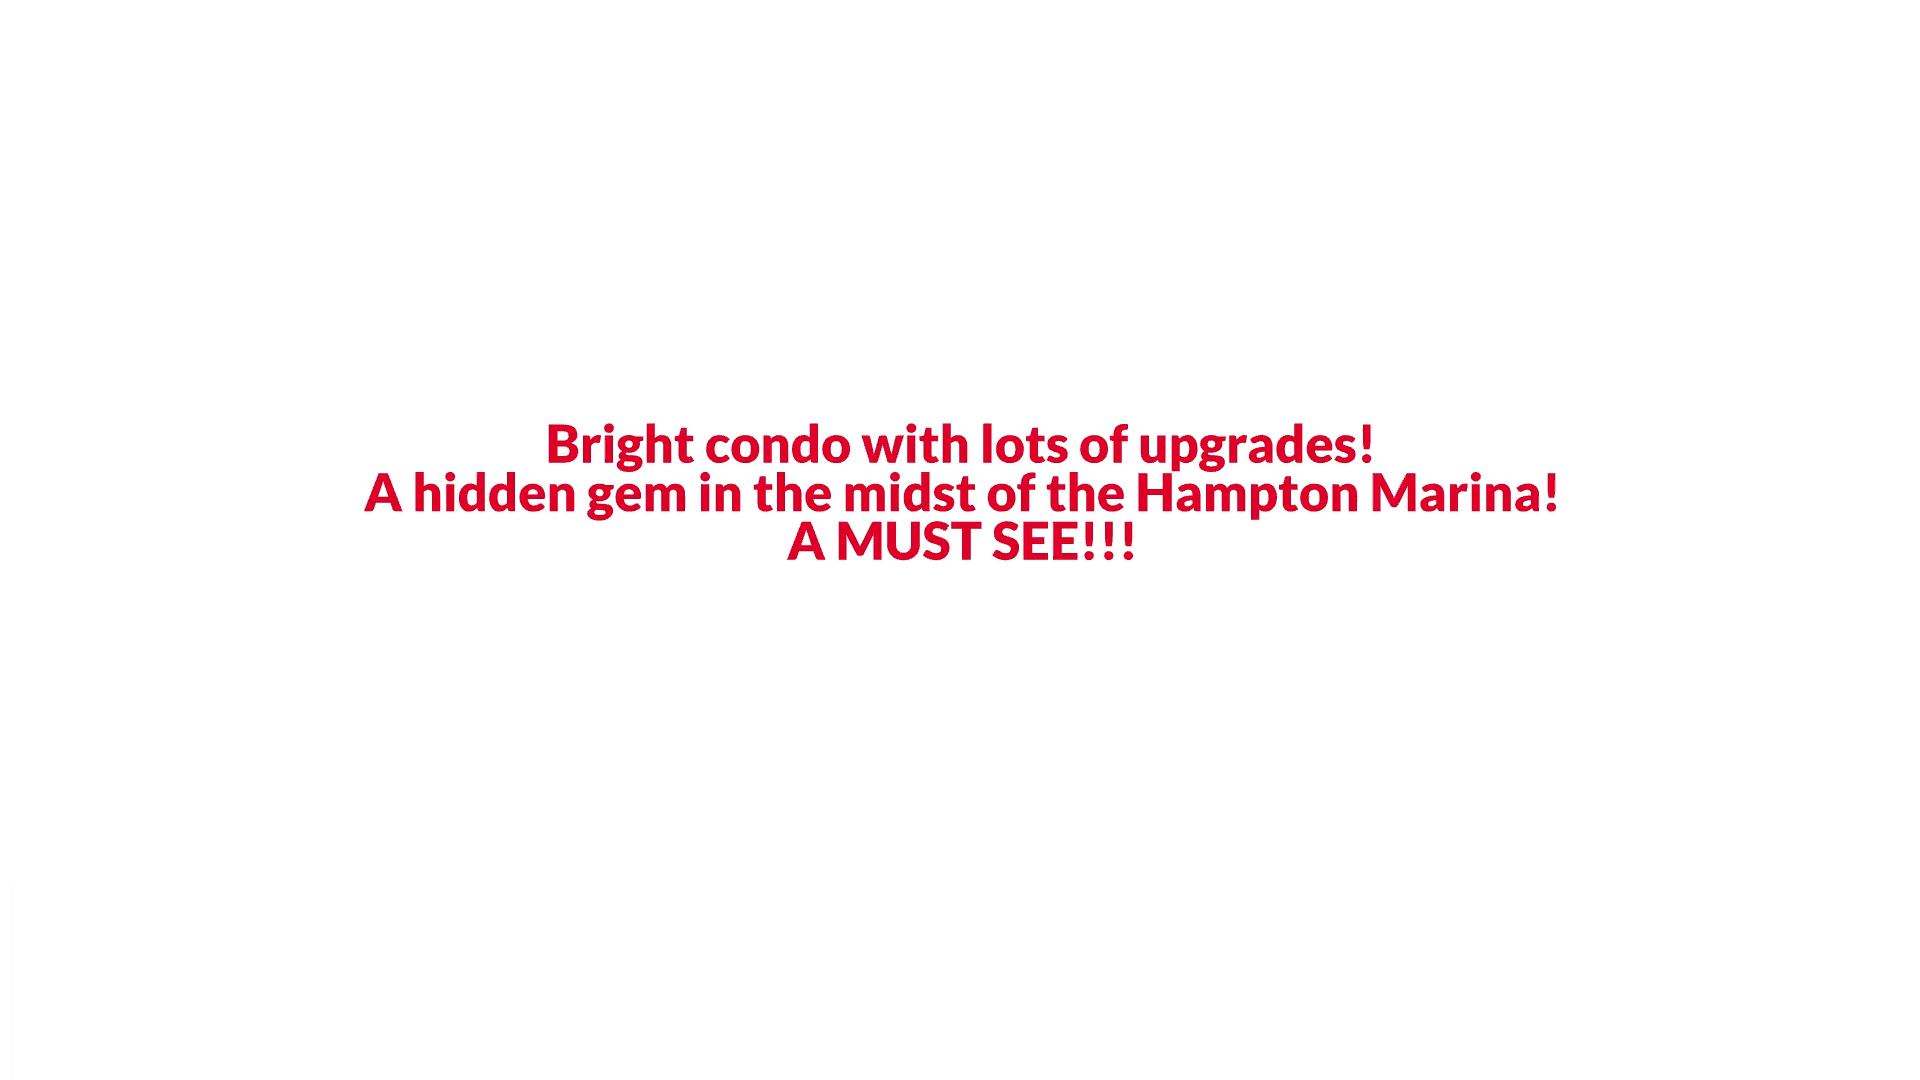 Bright condo with lots of upgrades!
A hidden gem in the midst of the Hampton Marina!
A MUST SEE!!!